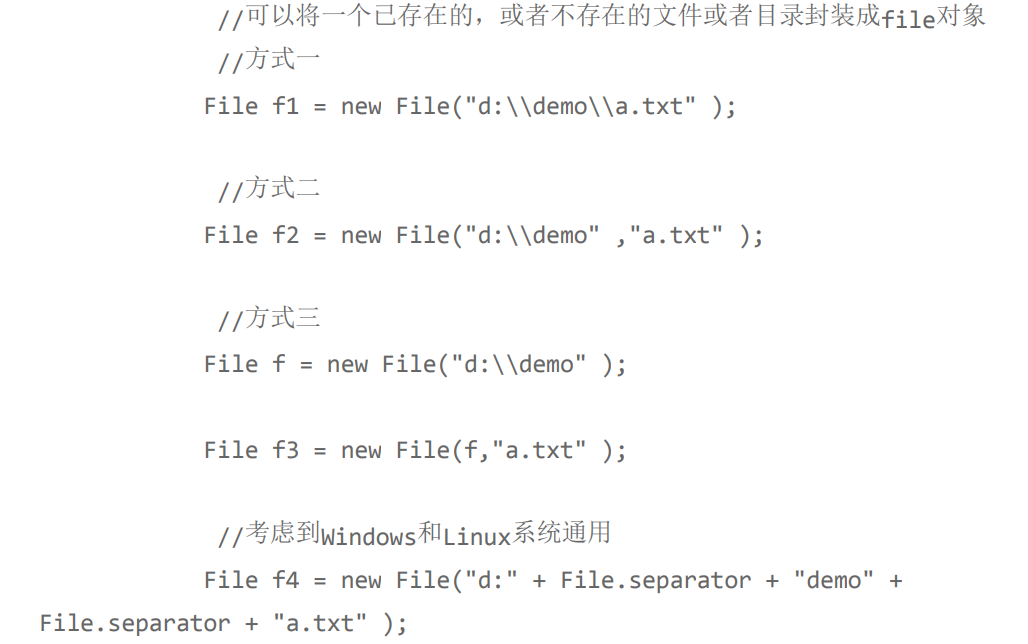 //可以将一个已存在的，或者不存在的文件或者目录封装成file对象
//方式一
File f1 = new File("d:\\demo\\a.txt" );
//方式二
File f2 = new File("d:\\demo" ,"a.txt" );
//方式三
File f = new File("d:\\demo" );
File f3 = new File(f,"a.txt" );
//考虑到Windows和Linux系统通用
File f4 = new File("d:" + File.separator + "demo" +
File.separator + "a.txt" );